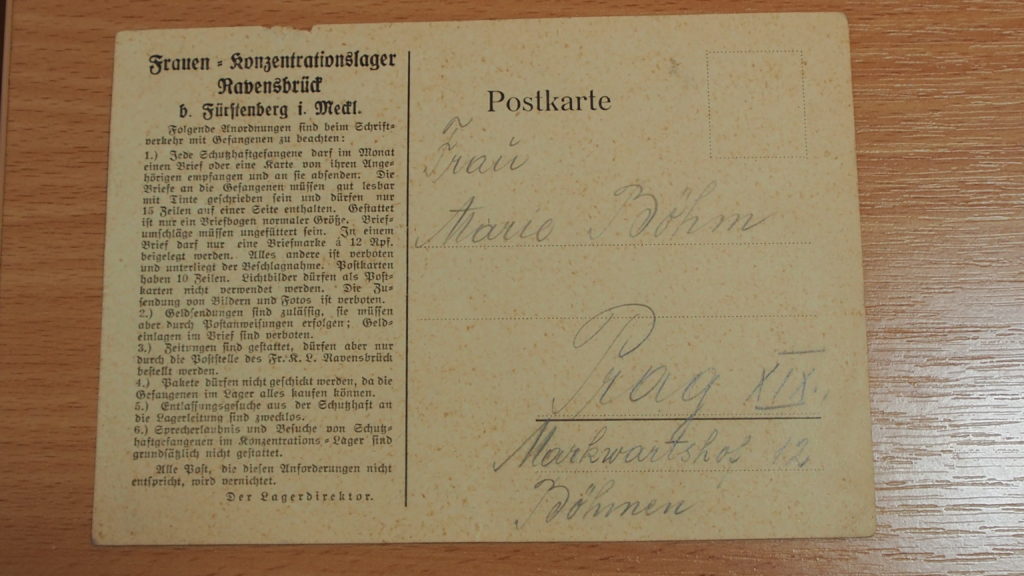 Frauen - Konzentrationslager
Ravensbrück
b. Fürstenberg i. Meckl.
Folgende Anordnungen sind beim Schrift-
verkehr mit Gefangenen zu beachten:
1.) Jede Schutzhaftgefangene darf im Monat
einen Brief oder eine Karte von ihren Ange-
hörigen empfangen und an sie absenden. Die
Briefe an die Gefangenen müssen gut lesbar
mit Tinte geschrieben sein und dürfen nur
15 Zeilen auf einer Seite enthalten. Gestattet
ist nur ein Briefbogen normaler Größe. Brief-
umschläge müssen ungefüttert sein. In einem
Brief darf nur eine Briefmarke á 12 Rpf.
beigelegt werden. Alles andere ist verboten
und unterliegt der Beschlagnahme. Postkarten
haben 10 Zeilen. Lichtbilder dürfen als Post-
karten nicht verwendet werden. Die Zu-
sendung von Bildern und Fotos ist verboten.
2.) Geldsendungen sind zulässig, sie müssen
aber durch Postanweisungen erfolgen; Geld-
einlagen im Brief sind verboten.
3.) Zeitungen sind gestattet, dürfen aber nur
durch die Poststelle des Fr. K. L. Ravensbrück
bestellt werden.
4.) Pakete dürfen nicht geschickt werden, da die
Gefangenen im Lager alles kaufen können.
5.) Entlassungsgesuche aus der Schutzhaft an
die Lagerleitung sind zwecklos.
6.) Sprecherlaubnis und Besuche von Schutz-
haftgefangenen im Konzentrations-Lager sind
grundsätzlich nicht gestattet.
Alle Post, die diesen Anforderungen nicht
entspricht, wird vernichtet.
Der Lagerdirektor.
Postkarte
Frau
Marie Böhm
Prag XIX.
Markwartshof 12
Böhmen